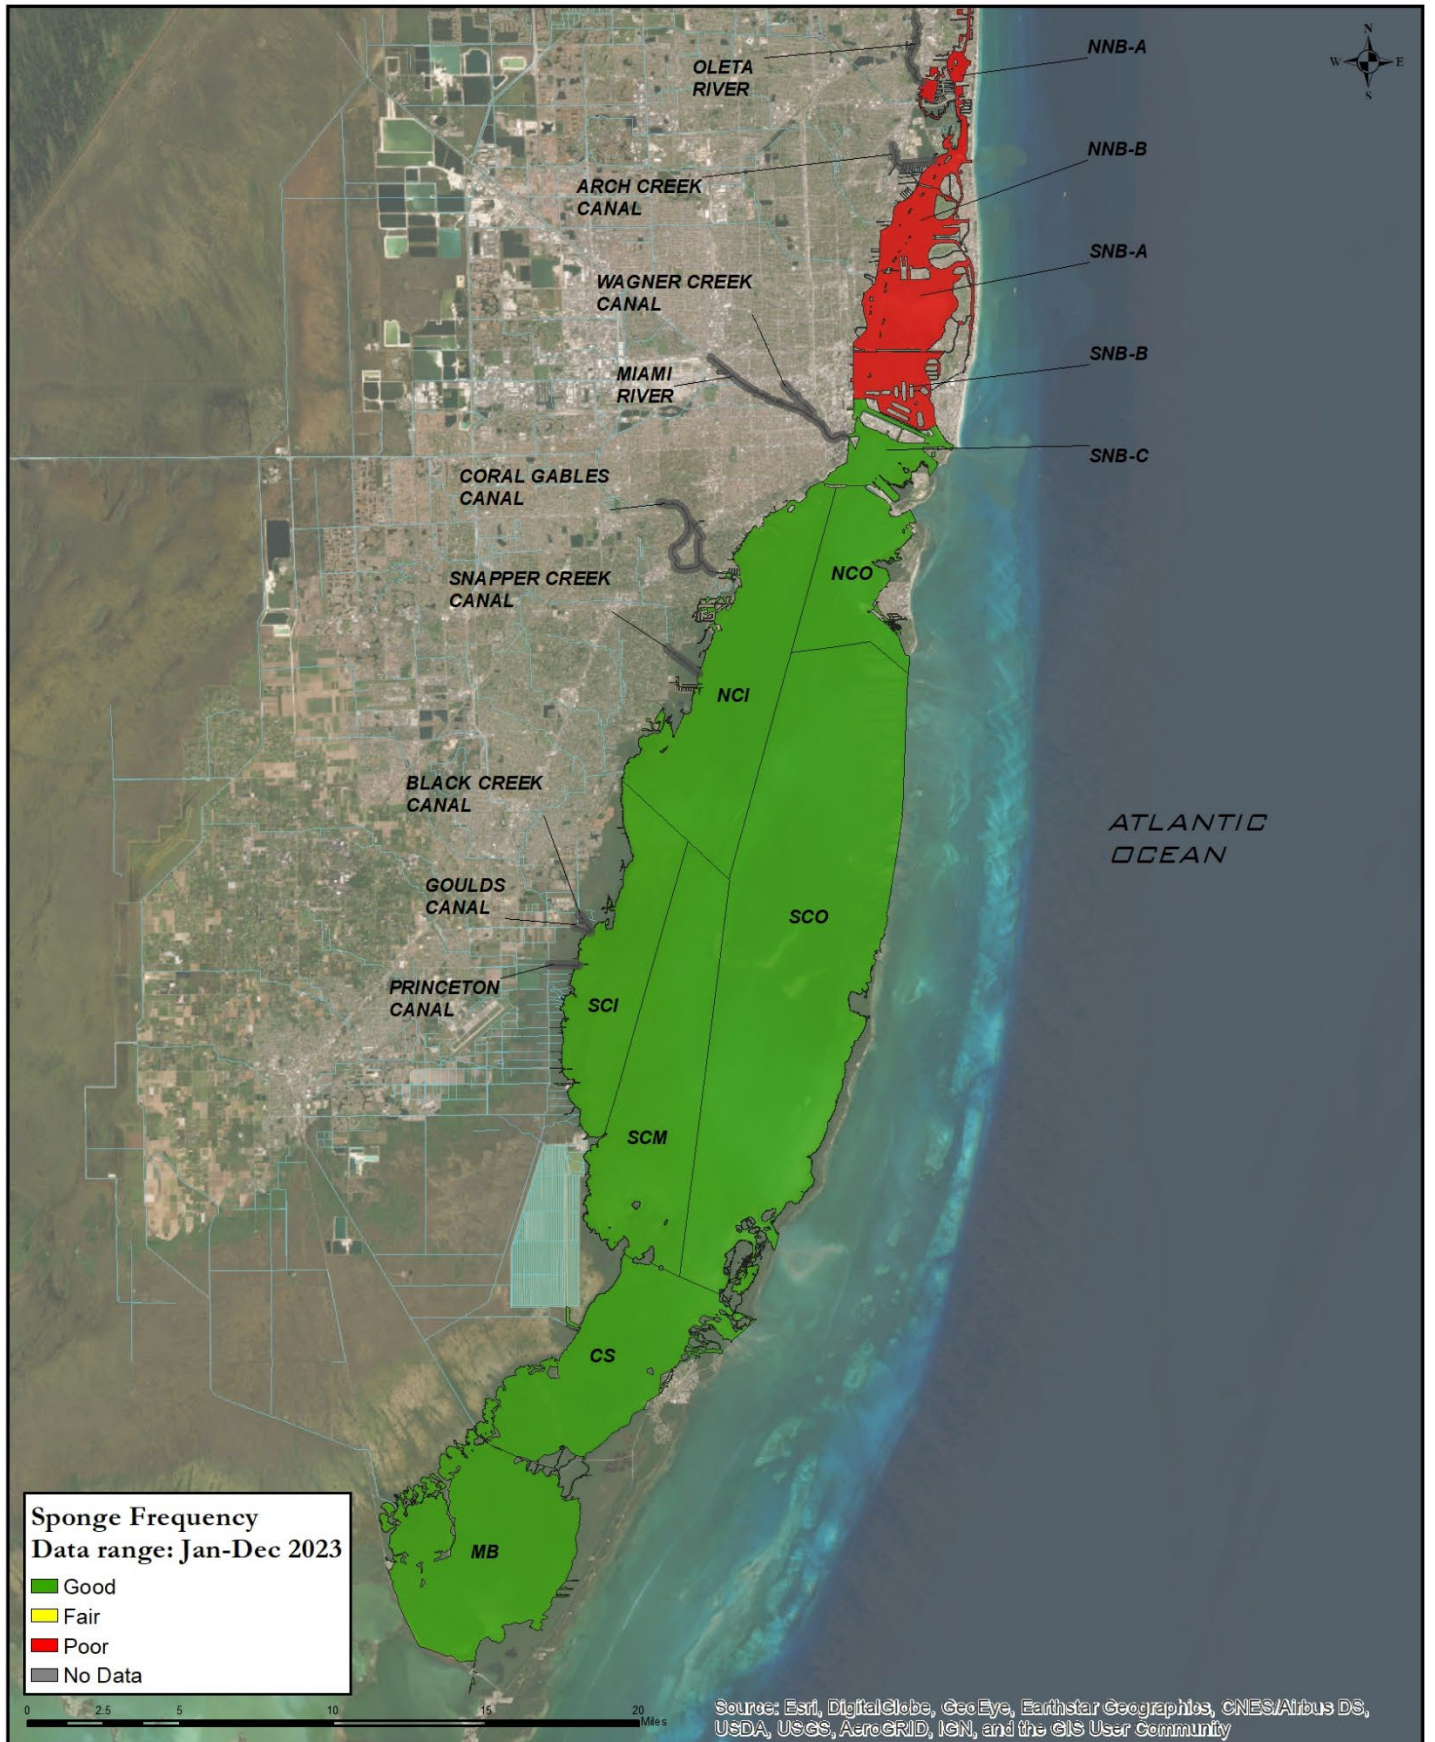 N
W E
S
OLETA
RIVER
NNB-A
NNB-B
ARCH CREEK
CANAL
SNB-A
WAGNER CREEK
CANAL
SNB-B
MIAMI
RIVER
SNB-C
CORAL GABLES
CANAL
NCO
SNAPPER CREEK
CANAL
NCI
BLACK CREEK
CANAL
ATLANTIC
OCEAN
GOULDS
CANAL
SCO
PRINCETON
CANAL
SCI
SCM
CS
MB
Sponge Frequency
Data range: Jan-Dec 2023
Good
Fair
Poor
No Data
0 2.5 5 10 15 20
Miles
Source: Esri, DigitalGlobe, GeoEye, Earthstar Geographics, CNES/Airbus DS,
USDA, USGS, AeroGRID, IGN, and the GIS User Community